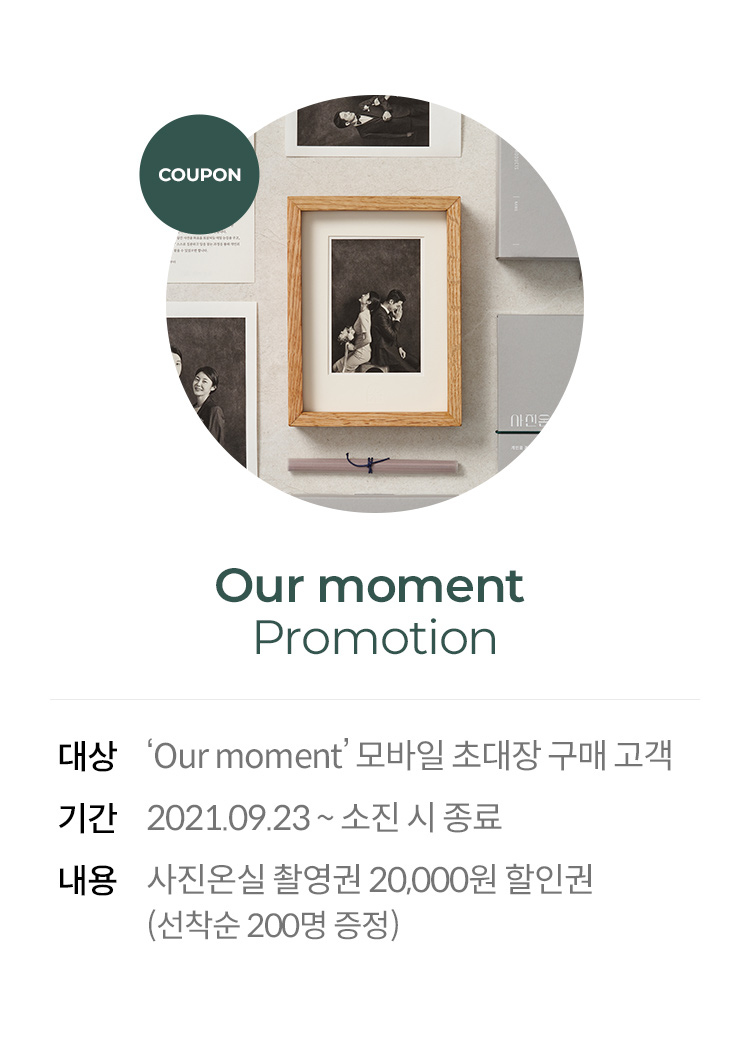 COUPON
Our moment
Promotion
대상 ‘Our moment’ 모바일 초대장 구매 고객
기간 2021.09.23 ~ 소진 시 종료
내용 사진온실 촬영권 20,000원 할인권
(선착순 200명 증정)